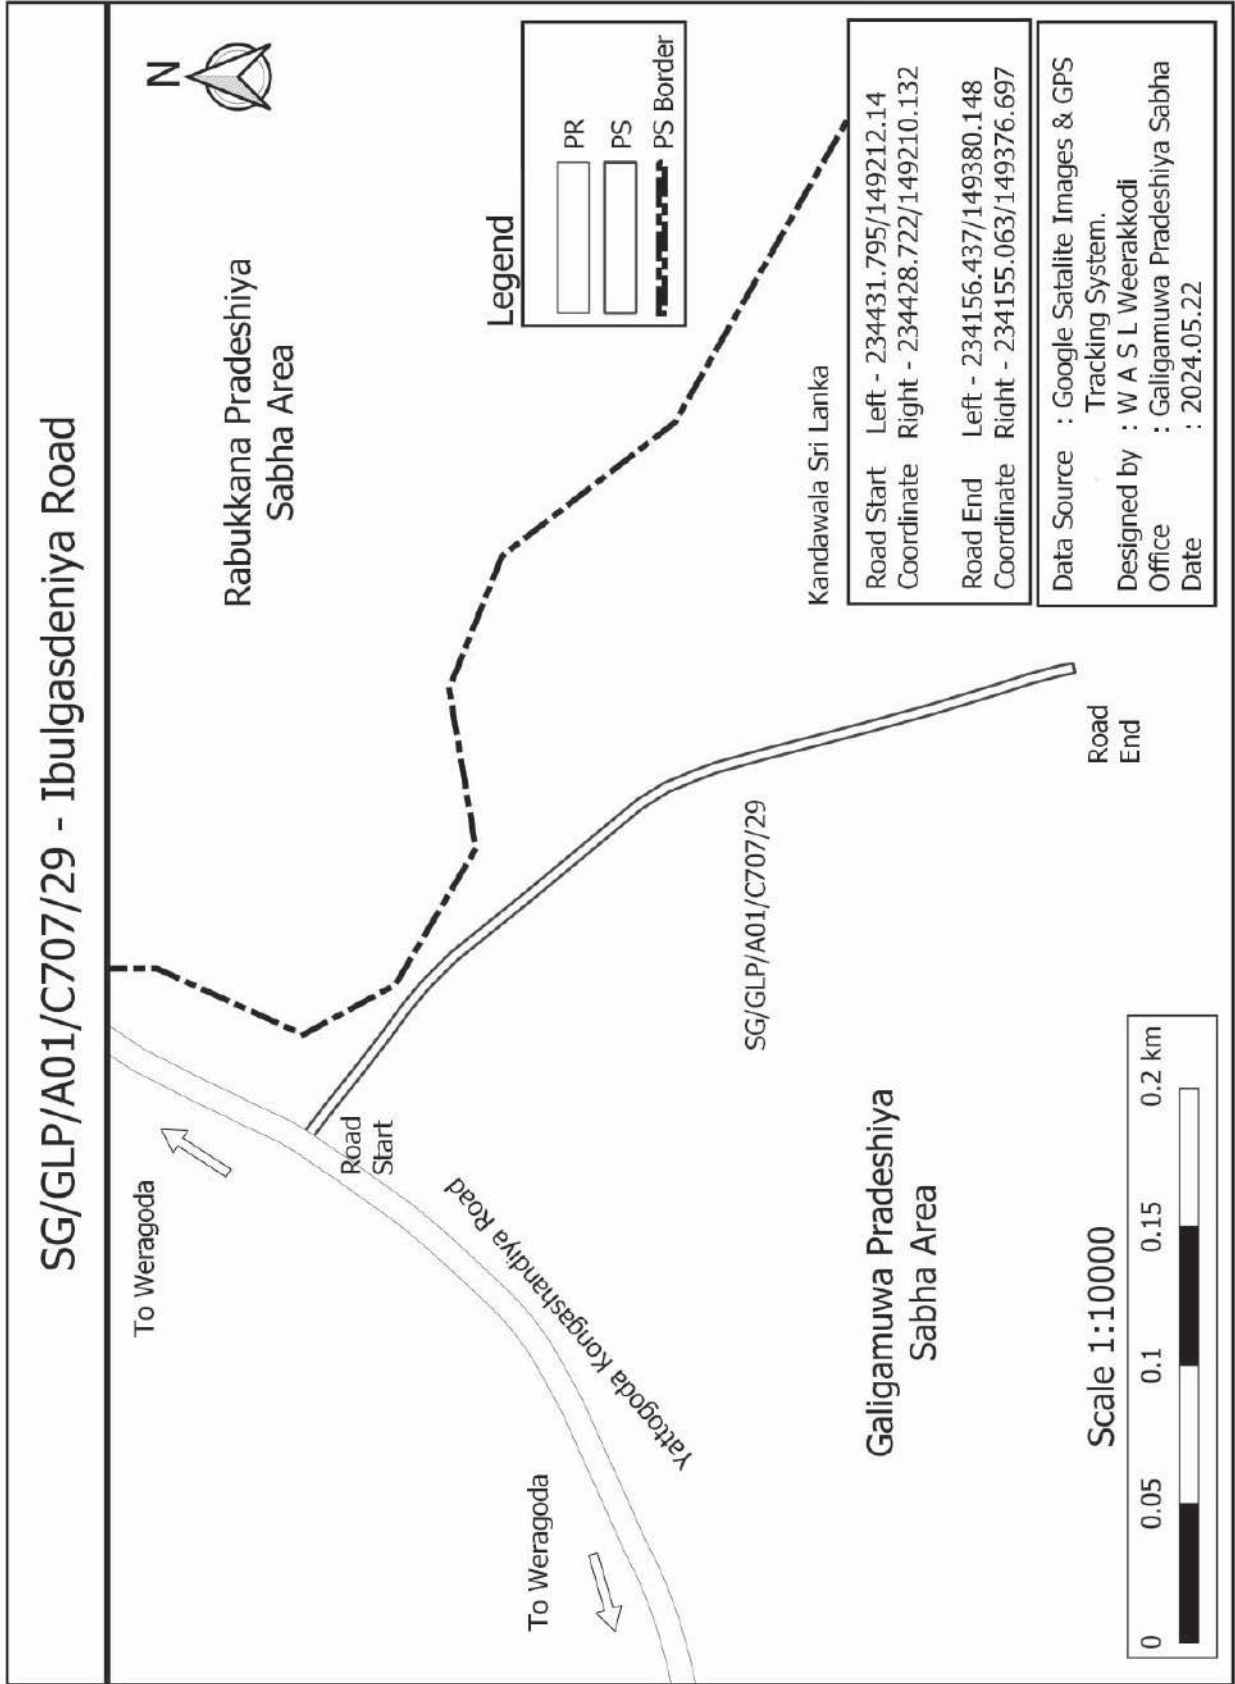 SG/GLP/A01/C707/29 - Ibulgasdeniya Road
N
To Weragoda
Rabukkana Pradeshiya
Sabha Area
Road
Start
Yattogoda Kongashandiya Road
To Weragoda
Legend
PR
PS
PS Border
SG/GLP/A01/C707/29
Galigamuwa Pradeshiya
Sabha Area
Road
End
Scale 1:10000
0 0.05 0.1 0.15 0.2 km
Kandawala Sri Lanka
Road Start Left - 234431.795/149212.14
Coordinate Right - 234428.722/149210.132
Road End Left - 234156.437/149380.148
Coordinate Right - 234155.063/149376.697
Data Source : Google Satalite Images & GPS
Tracking System.
Designed by : W A S L Weerakkodi
Office : Galigamuwa Pradeshiya Sabha
Date : 2024.05.22